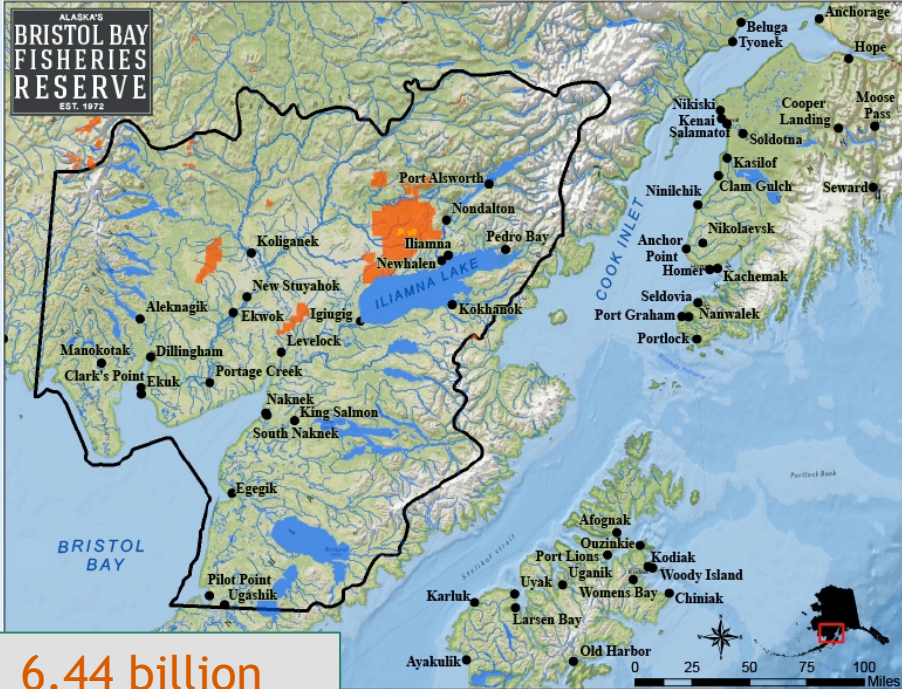 ALASKA'S
BRISTOL BAY
FISHERIES
RESERVE
EST. 1972
Anchorage
Beluga
Tyonek
Hope
Nikiski
Kenai
Salamatof
Soldotna
Cooper
Landing
Moose
Pass
Kasilof
Clam Gulch
Seward
Ninilchik
Port Alsworth
Nondalton
Iliamna
Newhalen
Pedro Bay
ILIAMNA LAKE
Kokhanok
Igiugig
COOK INLET
Nikolaevsk
Anchor
Point
Homer
Kachemak
Seldovia
Port Graham
Nanwalek
Portlock
Koliganek
New Stuyahok
Ekwok
Aleknagik
Levelock
Manokotak
Dillingham
Clark's Point
Ekuk
Portage Creek
Naknek
King Salmon
South Naknek
Egegik
BRISTOL
BAY
Pilot Point
Ugashik
Portlock Bank
Shelikof Strait
Afognak
Ouzinkie
Port Lions
Kodiak
Woody Island
Uganik
Uyak
Womens Bay
Chiniak
Karluk
Larsen Bay
Ayakulik
Old Harbor
0 25 50 75 100
Miles
6.44 billion